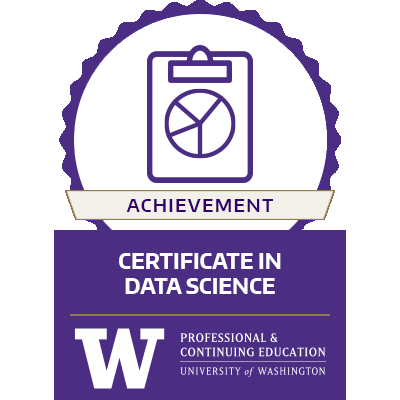 ACHIEVEMENT
CERTIFICATE IN
DATA SCIENCE
W
PROFESSIONAL &
CONTINUING EDUCATION
UNIVERSITY of WASHINGTON